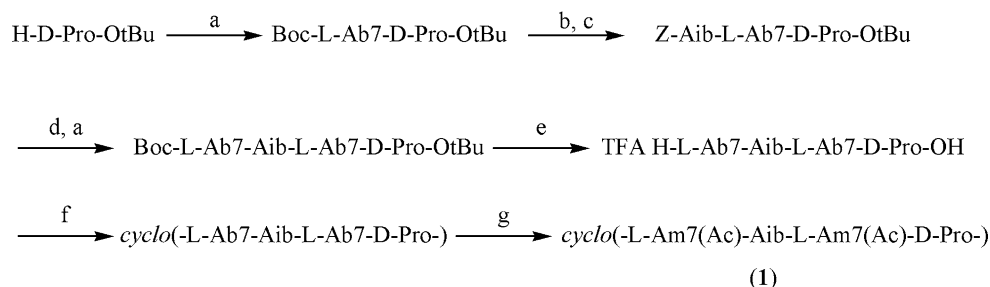 a b, c
H-D-Pro-OtBu Boc-L-Ab7-D-Pro-OtBu Z-Aib-L-Ab7-D-Pro-OtBu
d, a e
Boc-L-Ab7-Aib-L-Ab7-D-Pro-OtBu TFA H-L-Ab7-Aib-L-Ab7-D-Pro-OH
f g
cyclo(-L-Ab7-Aib-L-Ab7-D-Pro-) cyclo(-L-Am7(Ac)-Aib-L-Am7(Ac)-D-Pro-)
(1)